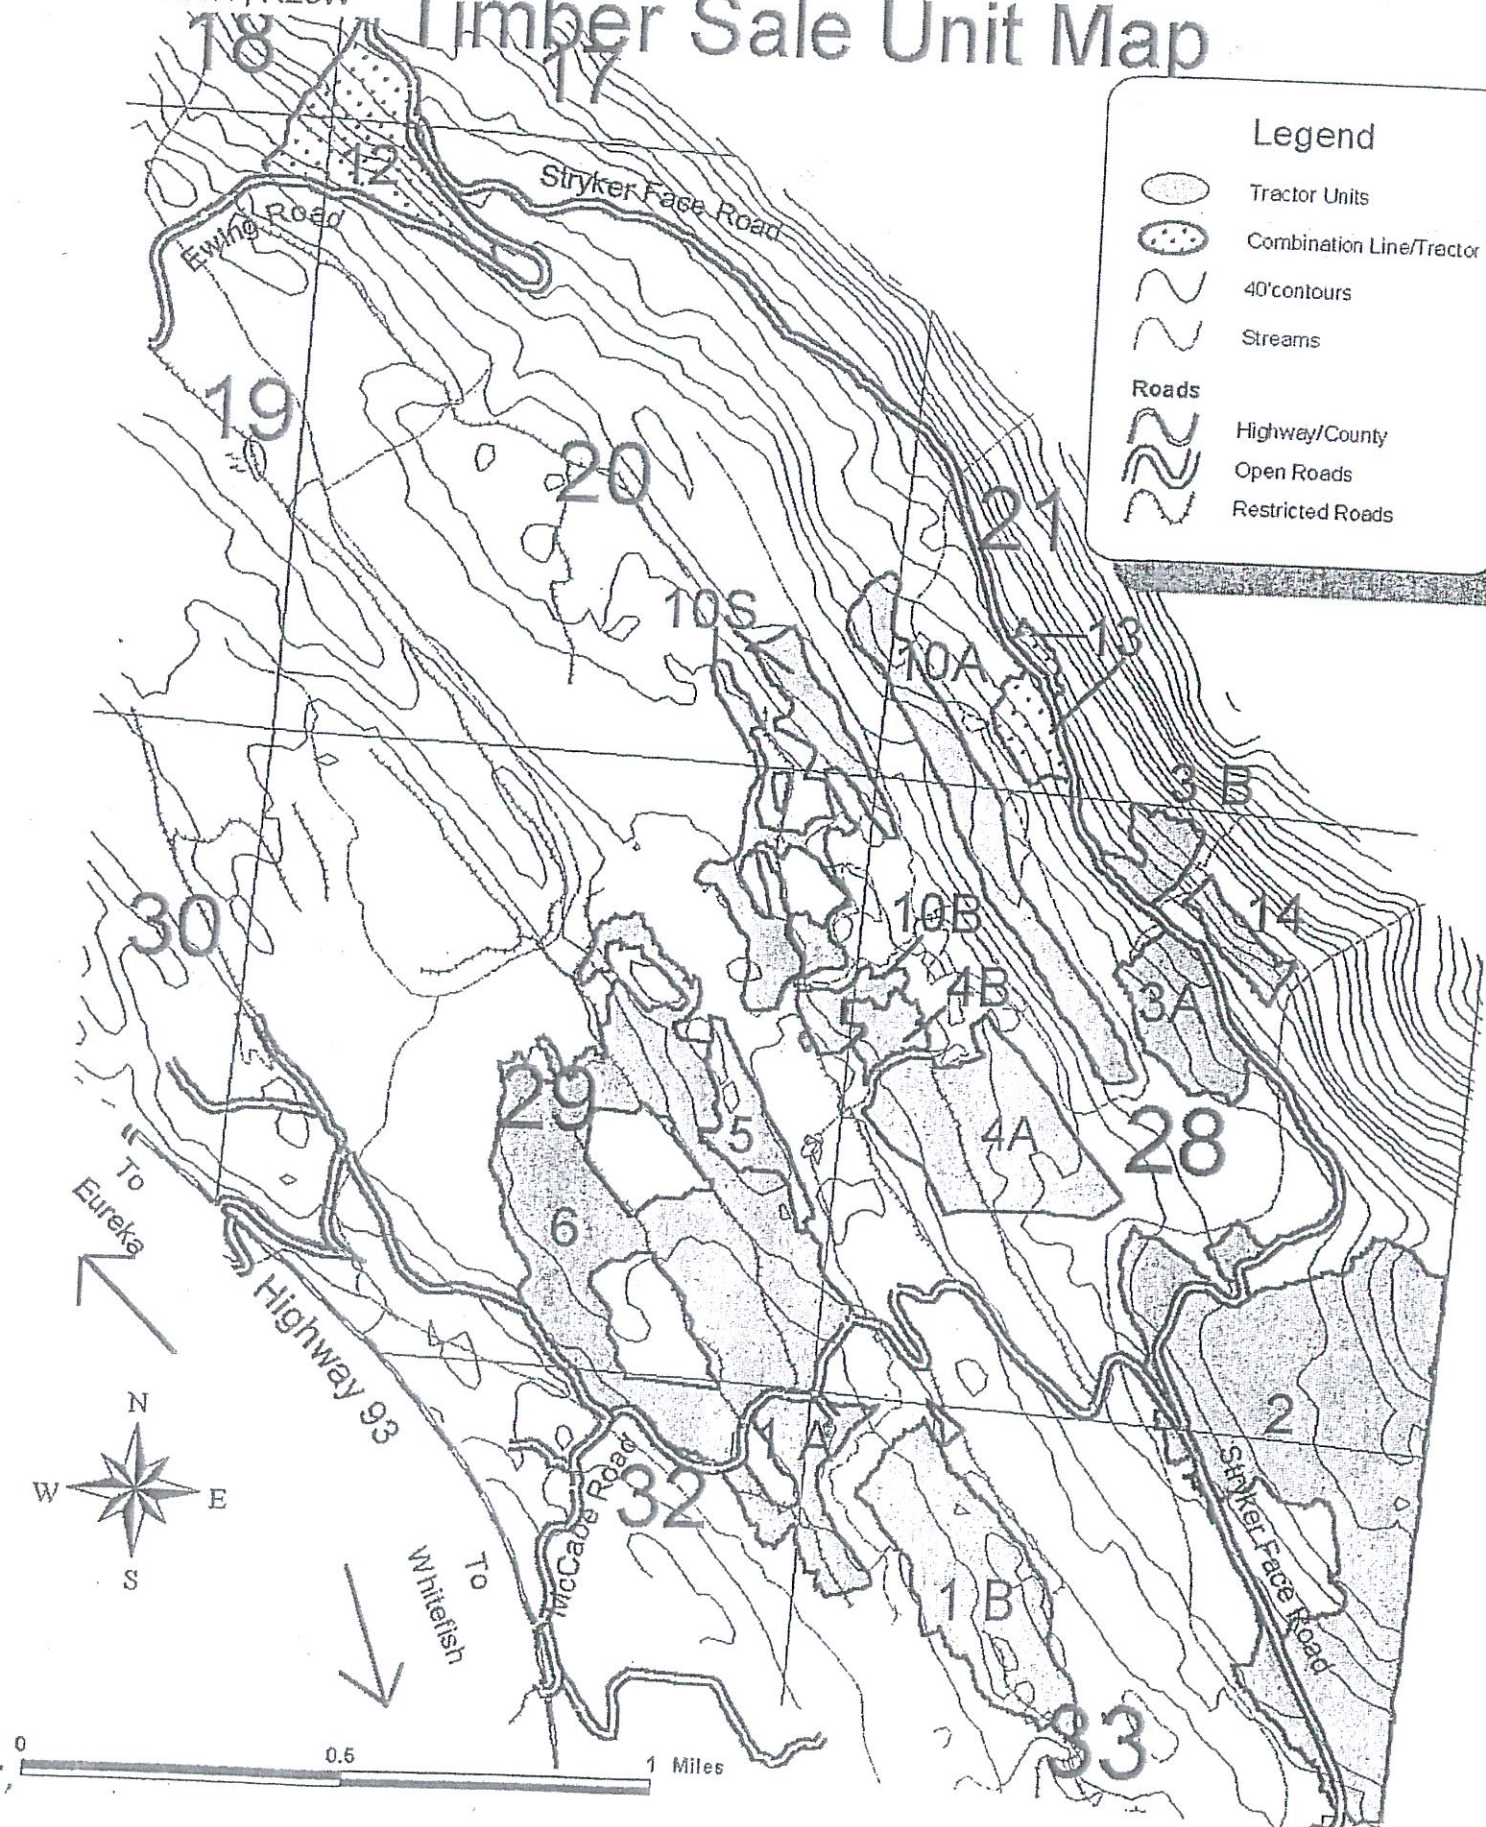 Timber Sale Unit Map
18
17
Legend
Tractor Units
Combination Line/Tractor
40'contours
Streams
Roads
Highway/County
Open Roads
Restricted Roads
12
Stryker Face Road
Ewing Road
19
20
21
10S
10A
13
7
3 B
30
10B
14
4B
3A
5
29
5
4A
28
6
To
Eureka
Highway 93
2
1 A
N
W
E
S
32
McCabe Road
Stryker Face Road
To
Whitefish
1 B
33
0
0.5
1 Miles